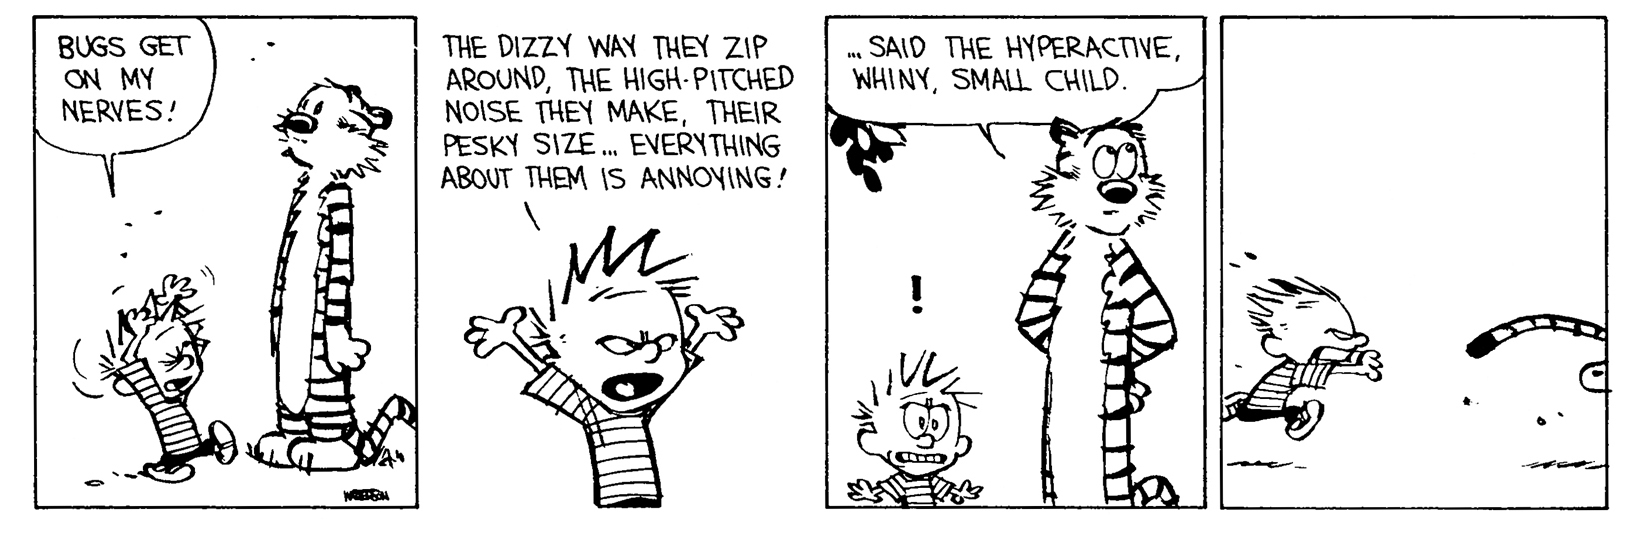 BUGS GET
ON MY
NERVES!
THE DIZZY WAY THEY ZIP
AROUND, THE HIGH-PITCHED
NOISE THEY MAKE, THEIR
PESKY SIZE... EVERYTHING
ABOUT THEM IS ANNOYING!
...SAID THE HYPERACTIVE,
WHINY, SMALL CHILD.
!
WATTERSON